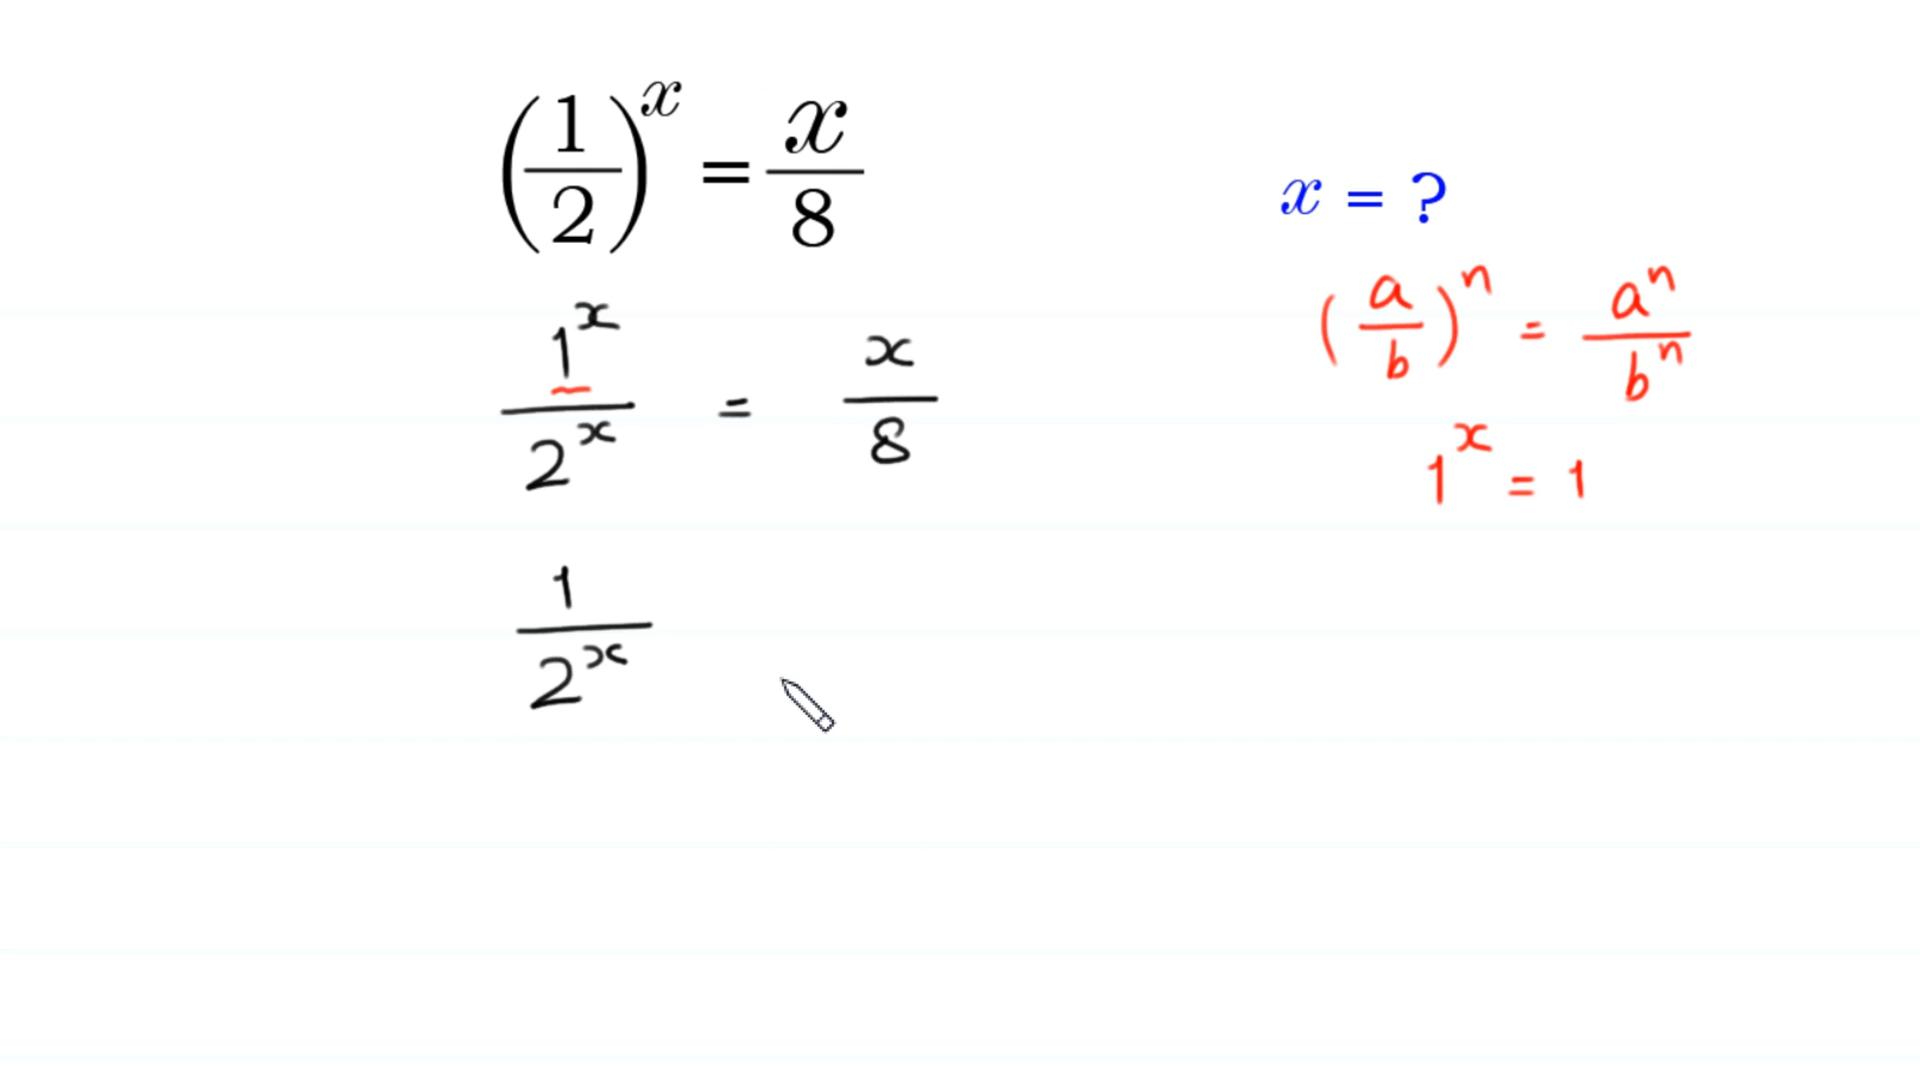 (1/2)^x = x/8
x = ?
(a/b)^n = a^n/b^n
1^x/2^x = x/8
1^x = 1
1/2^x